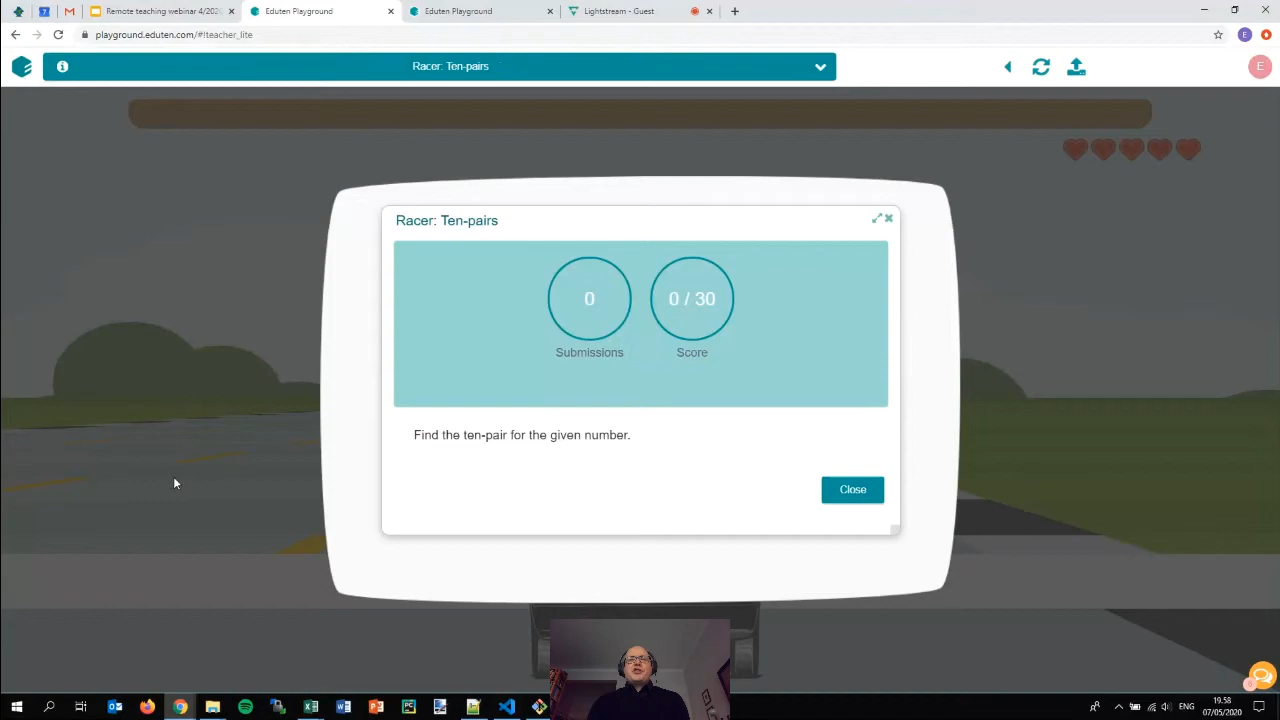 Remote teaching webinar 4/202
Eduten Playground
Eduten Playground
Lightstream - Guest
playground.eduten.com/#!teacher_lite
E
Racer: Ten-pairs
E
Racer: Ten-pairs
0
0 / 30
Submissions
Score
Find the ten-pair for the given number.
Close
ENG
19.58
07/05/2020